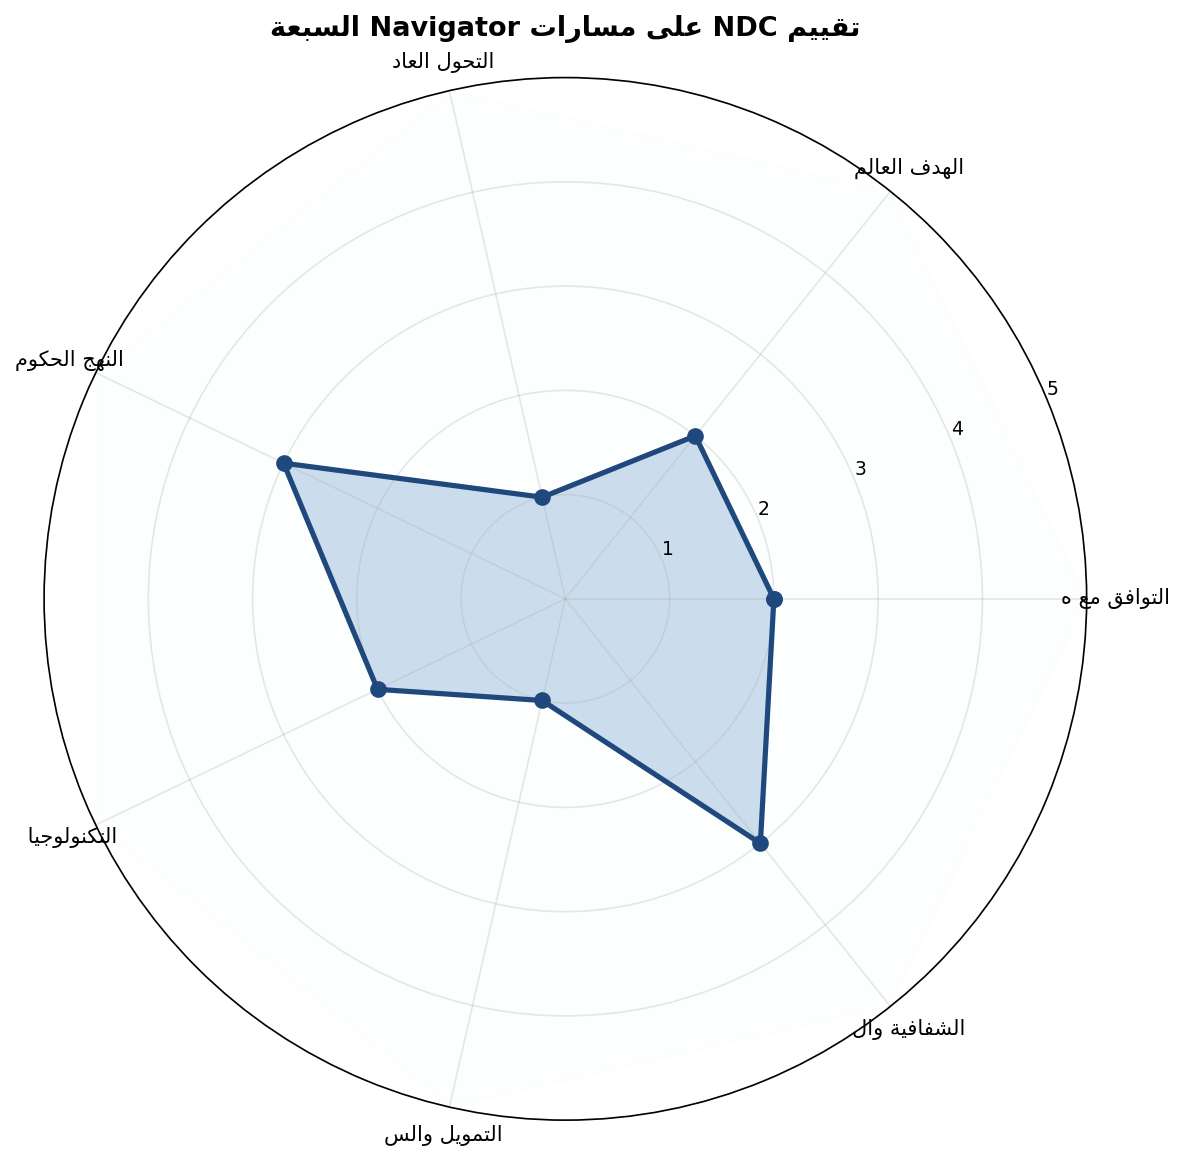 تقييم NDC على مسارات Navigator السبعة
التحول العاد
الهدف العالم
النهج الحكوم
5
4
3
2
1
التوافق مع ه
التكنولوجيا
الشفافية وال
التمويل والس